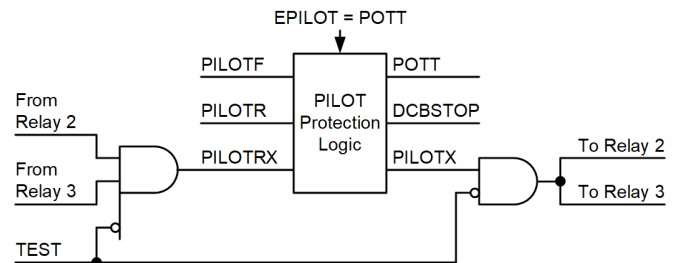 EPILOT = POTT
PILOTF
POTT
PILOT
Protection
Logic
PILOTR
DCBSTOP
From
Relay 2
PILOTRX
PILOTX
From
Relay 3
To Relay 2
To Relay 3
TEST